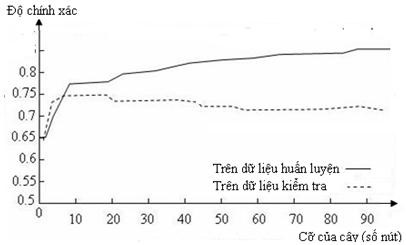 Độ chính xác
0.8
0.75
0.7
0.65
0.6
0.55
0.5
Trên dữ liệu huấn luyện
Trên dữ liệu kiểm tra
0 10 20 30 40 50 60 70 80 90
Cỡ của cây (số nút)